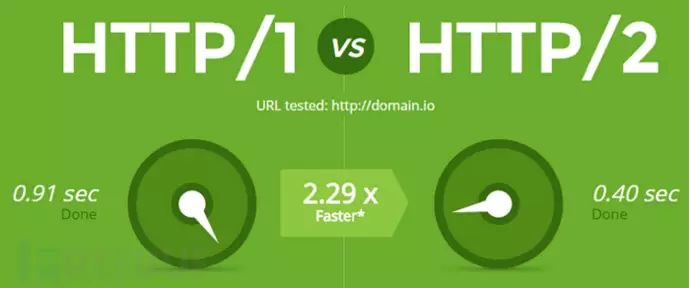 HTTP/1 vs HTTP/2
URL tested: http://domain.io
0.91 sec
Done
2.29 x
Faster*
0.40 sec
Done